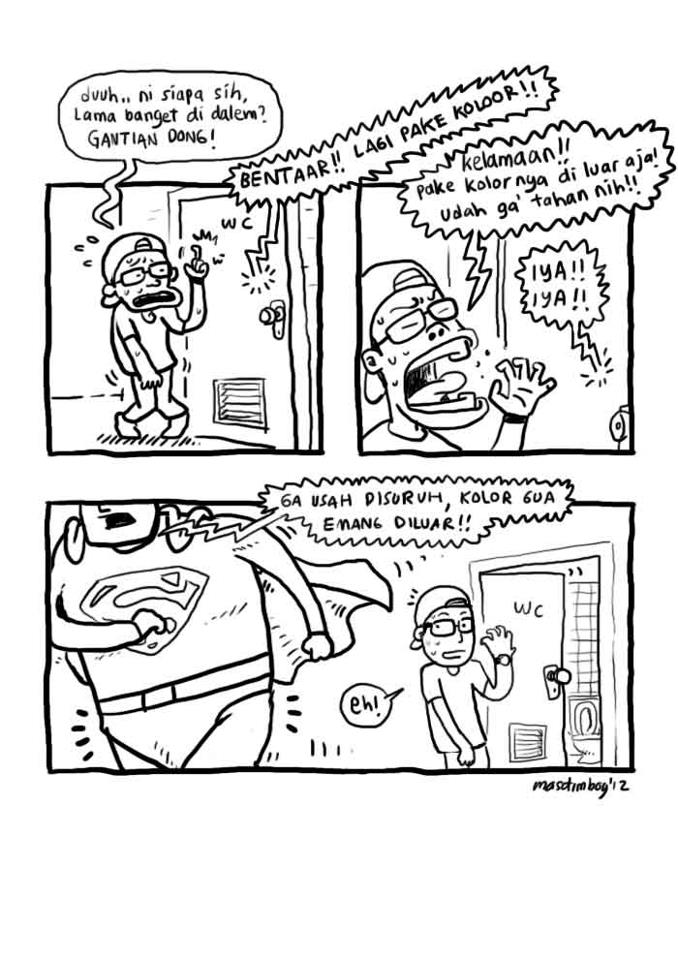 duuh.. ni siapa sih,
Lama banget di dalem?
GANTIAN DONG!
BENTAAR!! LAGI PAKE KOLOOR!!
WC
kelamaan!!
pake kolornya di luar aja!
udah ga' tahan nih!!
IYA!!
IYA!!
GA USAH DISURUH, KOLOR GUA
EMANG DILUAR!!
S
WC
eh!
masdimboy'12